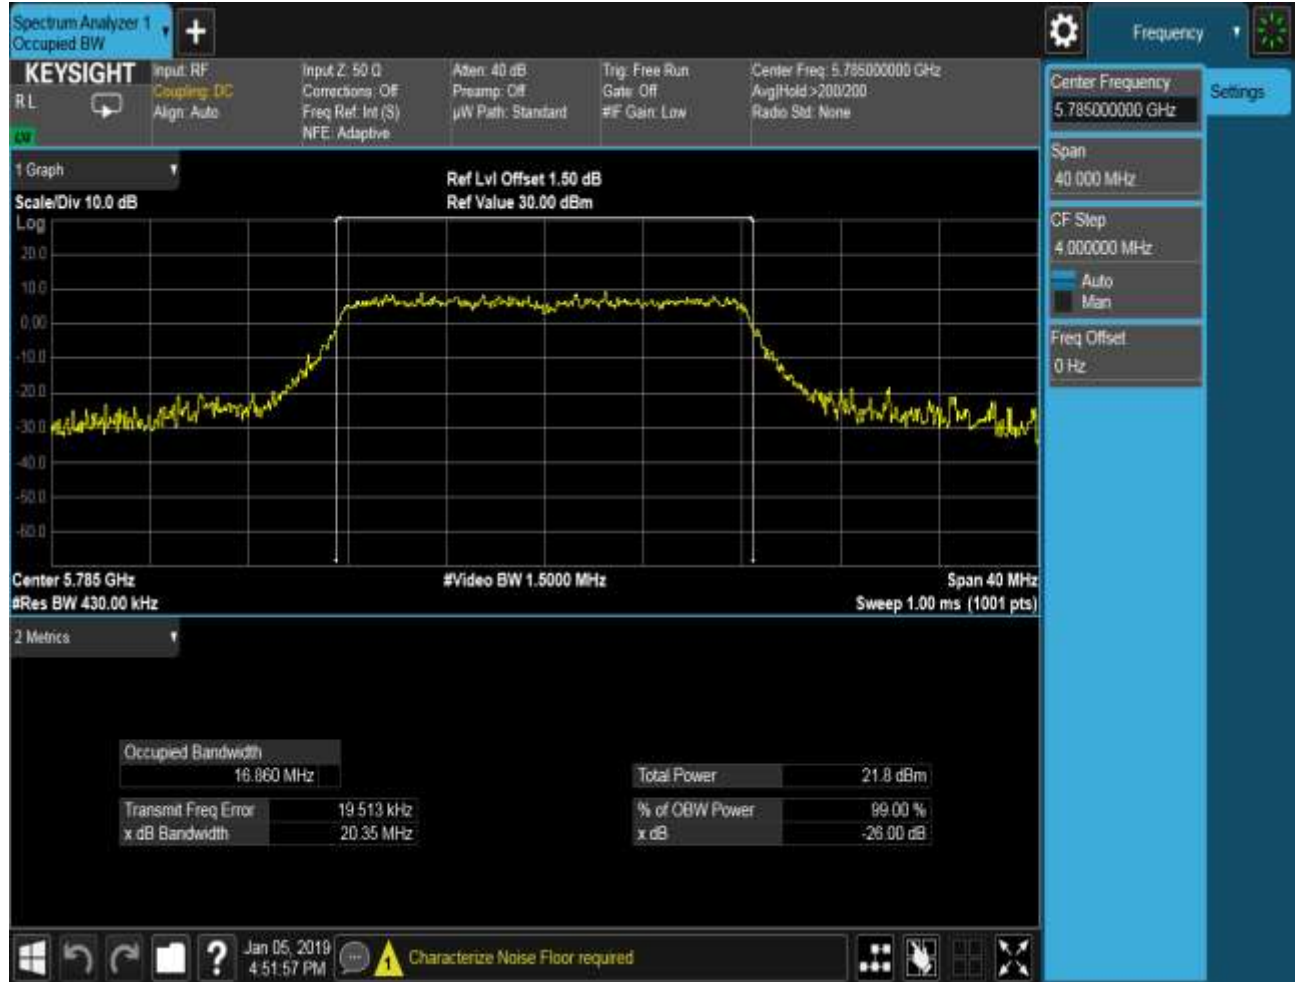 Spectrum Analyzer 1
Occupied BW
Frequency
KEYSIGHT
RL
Input: RF
Coupling: DC
Align: Auto
Input Z: 50 Ω
Corrections: Off
Freq Ref: Int (S)
NFE: Adaptive
Atten: 40 dB
Preamp: Off
µW Path: Standard
Trig: Free Run
Gate: Off
#IF Gain: Low
Center Freq: 5.785000000 GHz
Avg|Hold:>200/200
Radio Std: None
Center Frequency
5.785000000 GHz
Settings
Span
40.000 MHz
CF Step
4.000000 MHz
Auto
Man
Freq Offset
0 Hz
1 Graph
Ref Lvl Offset 1.50 dB
Scale/Div 10.0 dB
Ref Value 30.00 dBm
Log
20.0
10.0
0.00
-10.0
-20.0
-30.0
-40.0
-50.0
-60.0
Center 5.785 GHz
#Video BW 1.5000 MHz
Span 40 MHz
#Res BW 430.00 kHz
Sweep 1.00 ms (1001 pts)
2 Metrics
Occupied Bandwidth
16.860 MHz
Total Power 21.8 dBm
Transmit Freq Error 19.513 kHz
% of OBW Power 99.00 %
x dB Bandwidth 20.35 MHz
x dB -26.00 dB
?
Jan 05, 2019
4:51:57 PM
1
Characterize Noise Floor required